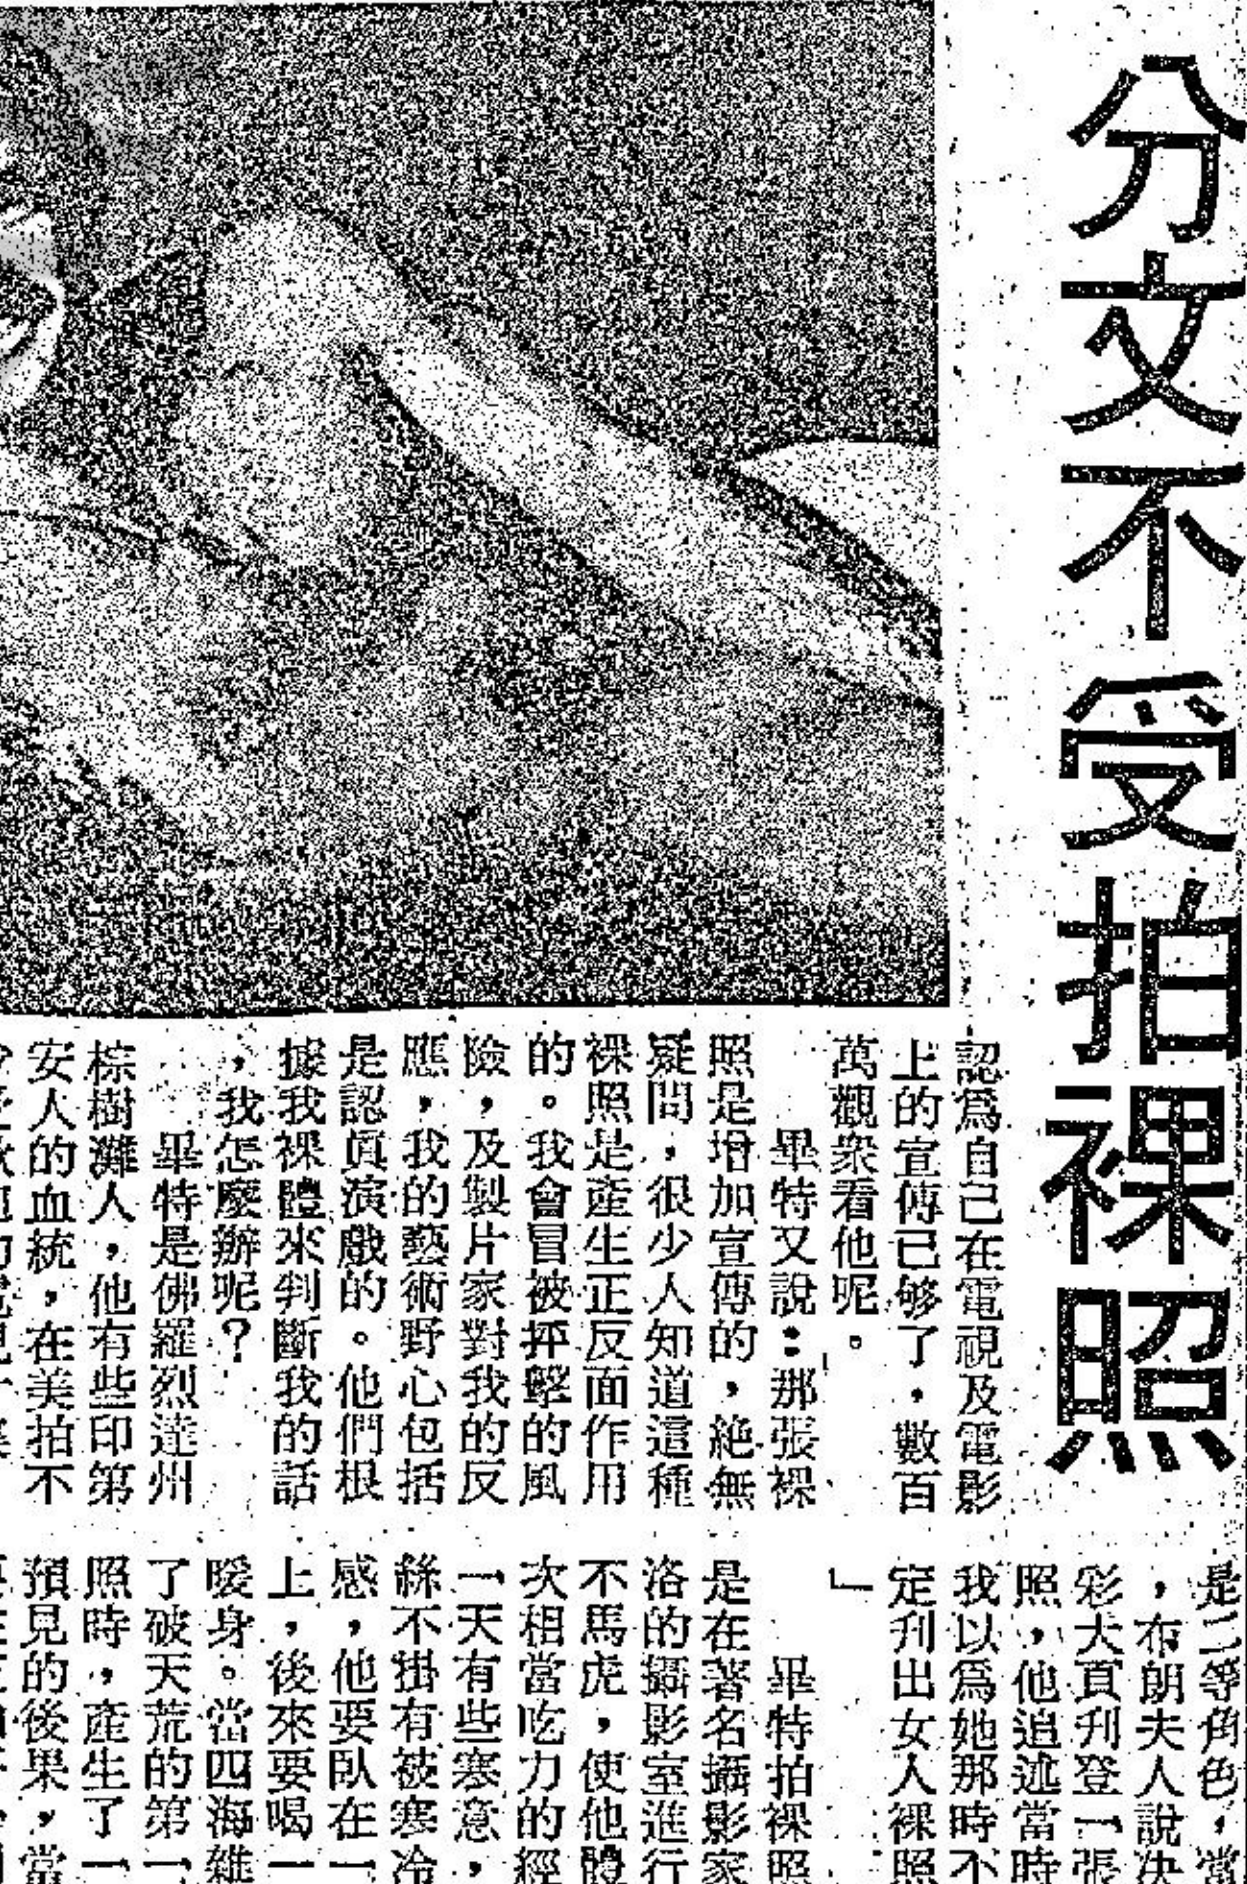 分文不受拍裸照
認為自己在電視及電影
上的宣傳已够了，數百
萬觀衆看他呢。
畢特又說：那張裸
照是增加宣傳的，絕無
疑問，很少人知道這種
裸照是產生正反面作用
的。我會冒被抨擊的風
險，及製片家對我的反
應，我的藝術野心包括
是認眞演戲的。他們根
據我裸體來判斷我的話
，我怎麼辦呢？
畢特是佛羅烈達州
棕樹灘人，他有些印第
安人的血統，在美拍不
是二等角色，當
，布朗夫人說決
彩大頁刋登一張
照，他追述當時
我以爲她那時不
定刋出女人裸照
」
畢特拍裸照
是在著名攝影家
洛的攝影室進行
不馬虎，使他體
次相當吃力的經
一天有些寒意，
絲不掛有被寒冷
感，他要臥在一
上，後來要喝一
暖身。當四海雜
了破天荒的第一
照時，產生了一
預見的後果，當